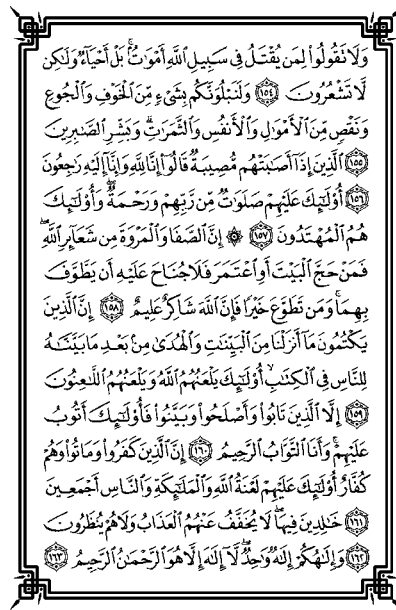 وَلَا تَقُولُوا۟ لِمَن يُقْتَلُ فِى سَبِيلِ ٱللَّهِ أَمْوَٰتٌۢ ۚ بَلْ أَحْيَآءٌ وَلَٰكِن
لَّا تَشْعُرُونَ ١٥٤ وَلَنَبْلُوَنَّكُم بِشَىْءٍ مِّنَ ٱلْخَوْفِ وَٱلْجُوعِ
وَنَقْصٍ مِّنَ ٱلْأَمْوَٰلِ وَٱلْأَنفُسِ وَٱلثَّمَرَٰتِ ۗ وَبَشِّرِ ٱلصَّٰبِرِينَ
١٥٥ ٱلَّذِينَ إِذَآ أَصَٰبَتْهُم مُّصِيبَةٌ قَالُوٓا۟ إِنَّا لِلَّهِ وَإِنَّآ إِلَيْهِ رَٰجِعُونَ
١٥٦ أُو۟لَٰٓئِكَ عَلَيْهِمْ صَلَوَٰتٌ مِّن رَّبِّهِمْ وَرَحْمَةٌ ۖ وَأُو۟لَٰٓئِكَ
هُمُ ٱلْمُهْتَدُونَ ١٥٧ ۞ إِنَّ ٱلصَّفَا وَٱلْمَرْوَةَ مِن شَعَآئِرِ ٱللَّهِ ۖ
فَمَنْ حَجَّ ٱلْبَيْتَ أَوِ ٱعْتَمَرَ فَلَا جُنَاحَ عَلَيْهِ أَن يَطَّوَّفَ
بِهِمَا ۚ وَمَن تَطَوَّعَ خَيْرًا فَإِنَّ ٱللَّهَ شَاكِرٌ عَلِيمٌ ١٥٨ إِنَّ ٱلَّذِينَ
يَكْتُمُونَ مَآ أَنزَلْنَا مِنَ ٱلْبَيِّنَٰتِ وَٱلْهُدَىٰ مِنۢ بَعْدِ مَا بَيَّنَّٰهُ
لِلنَّاسِ فِى ٱلْكِتَٰبِ ۙ أُو۟لَٰٓئِكَ يَلْعَنُهُمُ ٱللَّهُ وَيَلْعَنُهُمُ ٱللَّٰعِنُونَ
١٥٩ إِلَّا ٱلَّذِينَ تَابُوا۟ وَأَصْلَحُوا۟ وَبَيَّنُوا۟ فَأُو۟لَٰٓئِكَ أَتُوبُ
عَلَيْهِمْ ۚ وَأَنَا ٱلتَّوَّابُ ٱلرَّحِيمُ ١٦٠ إِنَّ ٱلَّذِينَ كَفَرُوا۟ وَمَاتُوا۟ وَهُمْ
كُفَّارٌ أُو۟لَٰٓئِكَ عَلَيْهِمْ لَعْنَةُ ٱللَّهِ وَٱلْمَلَٰٓئِكَةِ وَٱلنَّاسِ أَجْمَعِينَ
١٦١ خَٰلِدِينَ فِيهَا ۖ لَا يُخَفَّفُ عَنْهُمُ ٱلْعَذَابُ وَلَا هُمْ يُنظَرُونَ
١٦٢ وَإِلَٰهُكُمْ إِلَٰهٌ وَٰحِدٌ ۖ لَّآ إِلَٰهَ إِلَّا هُوَ ٱلرَّحْمَٰنُ ٱلرَّحِيمُ ١٦٣